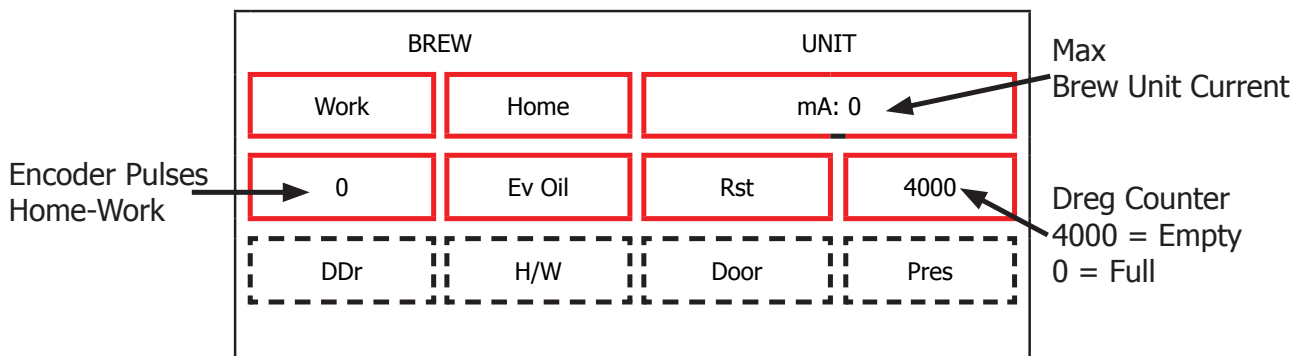 BREW UNIT
Max
Brew Unit Current
Work Home mA: 0
Encoder Pulses
Home-Work
0 Ev Oil Rst 4000
Dreg Counter
4000 = Empty
0 = Full
DDr H/W Door Pres